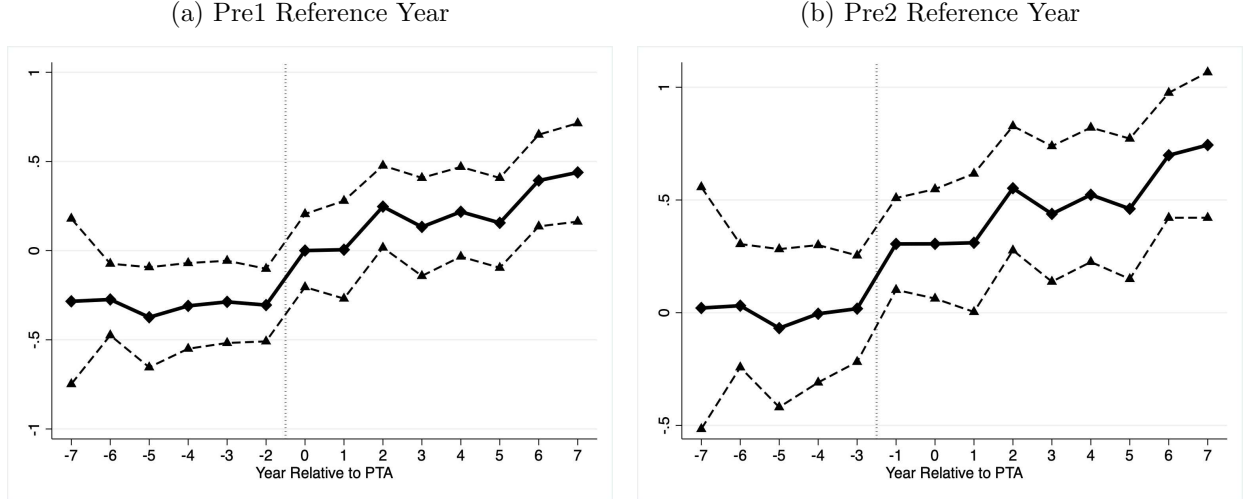 (a) Pre1 Reference Year
1
.5
0
-.5
-1
-7 -6 -5 -4 -3 -2 0 1 2 3 4 5 6 7
Year Relative to PTA
(b) Pre2 Reference Year
1
.5
0
-.5
-7 -6 -5 -4 -3 -1 0 1 2 3 4 5 6 7
Year Relative to PTA